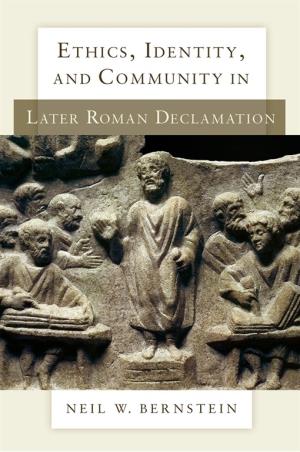 ETHICS, IDENTITY,
AND COMMUNITY IN
LATER ROMAN DECLAMATION
NEIL W. BERNSTEIN